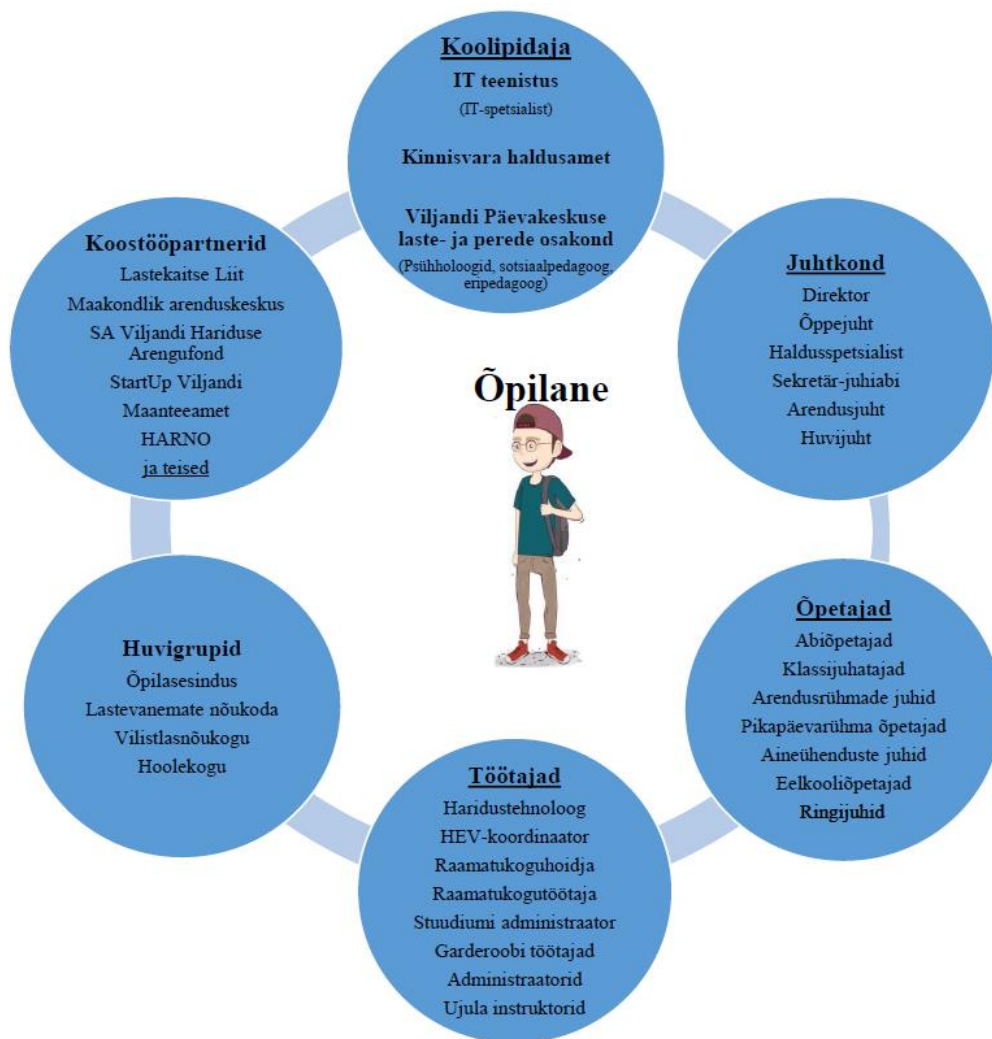 Koolipidaja
IT teenistus
(IT-spetsialist)
Kinnisvara haldusamet
Viljandi Päevakeskuse
laste- ja perede osakond
(Psühholoogid, sotsiaalpedagoog,
eripedagoog)
Juhtkond
Direktor
Õppejuht
Haldusspetsialist
Sekretär-juhiabi
Arendusjuht
Huvijuht
Õpetajad
Abiõpetajad
Klassijuhatajad
Arendusrühmade juhid
Pikapäevarühma õpetajad
Aineühenduste juhid
Eelkooliõpetajad
Ringijuhid
Töötajad
Haridustehnoloog
HEV-koordinaator
Raamatukoguhoidja
Raamatukogutöötaja
Stuudiumi administraator
Garderoobi töötajad
Administraatorid
Ujula instruktorid
Huvigrupid
Õpilasesindus
Lastevanemate nõukoda
Vilistlasnõukogu
Hoolekogu
Koostööpartnerid
Lastekaitse Liit
Maakondlik arenduskeskus
SA Viljandi Hariduse
Arengufond
StartUp Viljandi
Maanteeamet
HARNO
ja teised
Õpilane